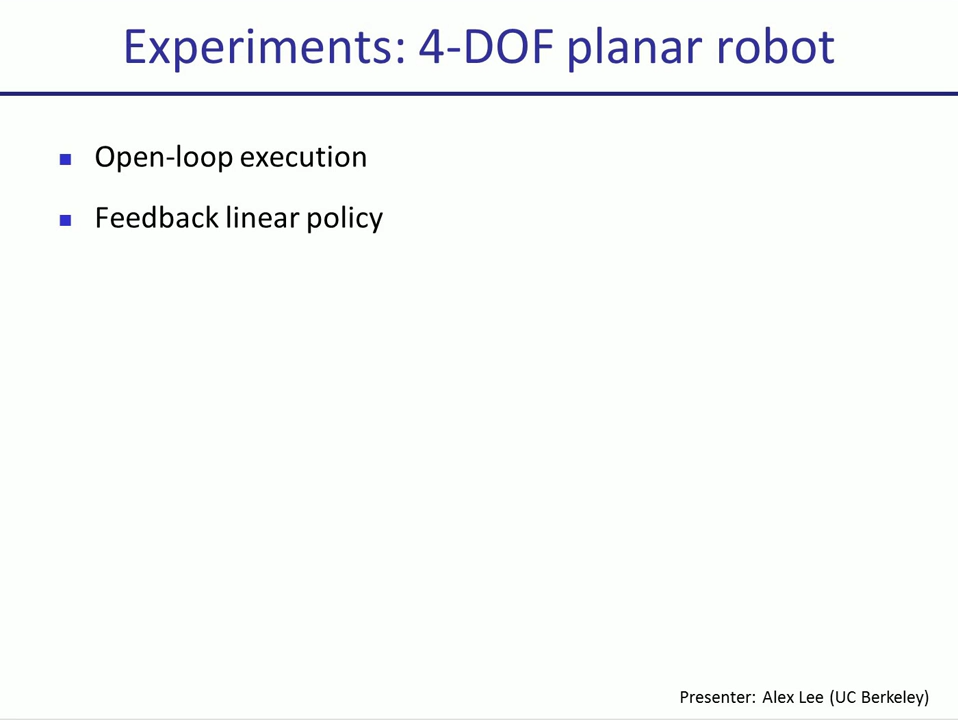 Experiments: 4-DOF planar robot
Open-loop execution
Feedback linear policy
Presenter: Alex Lee (UC Berkeley)